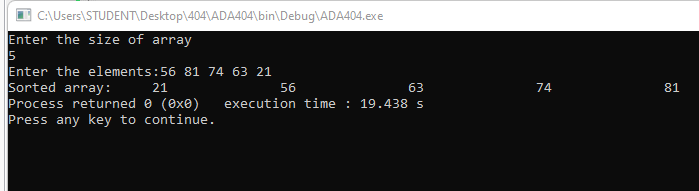 C:\Users\STUDENT\Desktop\404\ADA404\bin\Debug\ADA404.exe
Enter the size of array
5
Enter the elements:56 81 74 63 21
Sorted array:     21              56              63              74              81
Process returned 0 (0x0)   execution time : 19.438 s
Press any key to continue.